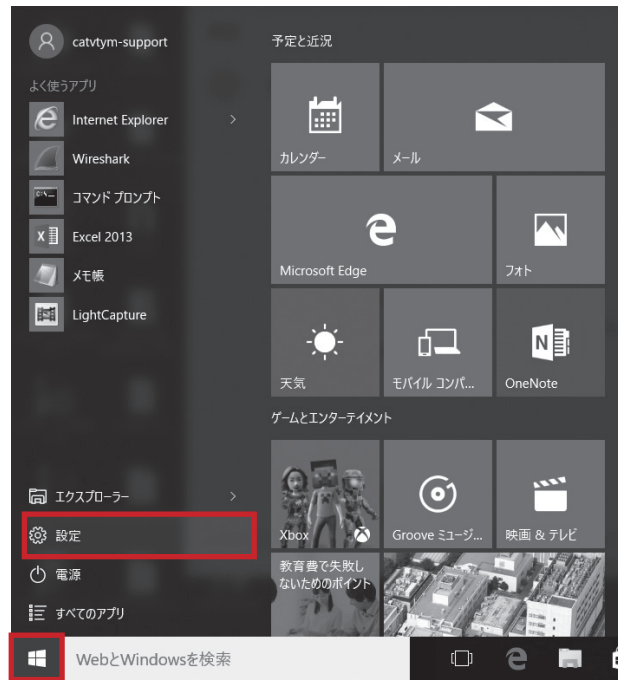 catvtym-support
よく使うアプリ
Internet Explorer
Wireshark
コマンド プロンプト
Excel 2013
メモ帳
LightCapture
エクスプローラー
設定
電源
すべてのアプリ
WebとWindowsを検索
予定と近況
カレンダー
メール
Microsoft Edge
フォト
天気
モバイル コンパ...
OneNote
ゲームとエンターテイメント
Xbox
Groove ミュージ...
映画 & テレビ
教育費で失敗し
ないためのポイント